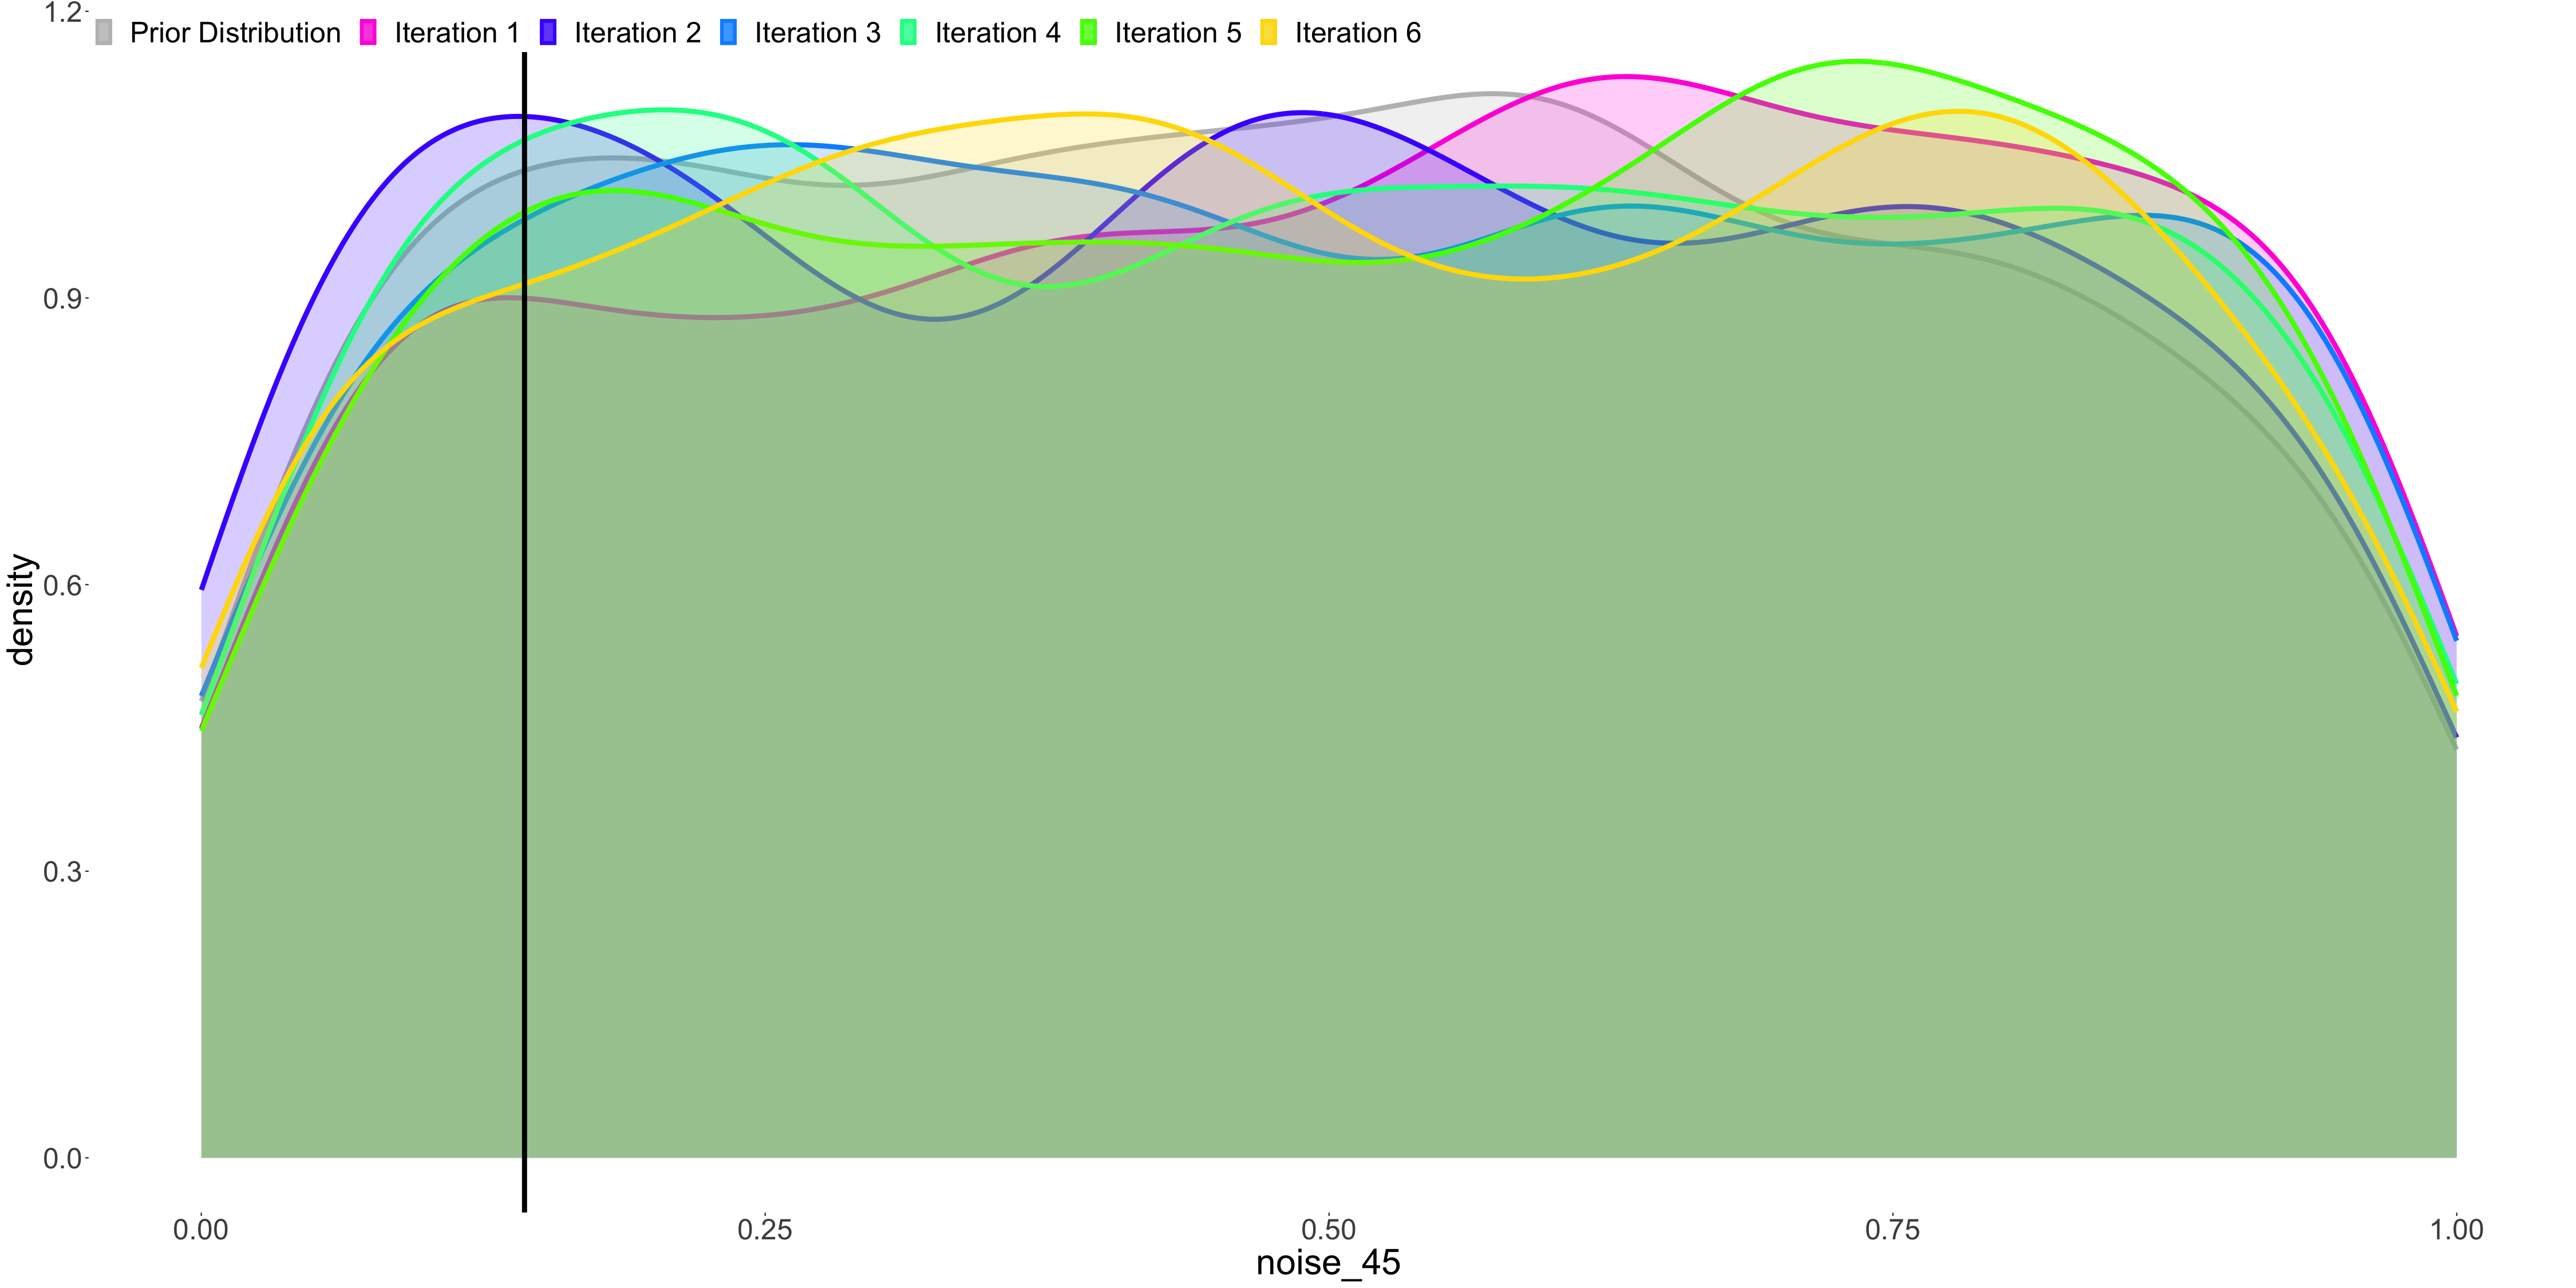 1.2
Prior Distribution Iteration 1 Iteration 2 Iteration 3 Iteration 4 Iteration 5 Iteration 6
0.9
0.6
density
0.3
0.0
0.00 0.25 0.50 0.75 1.00
noise_45